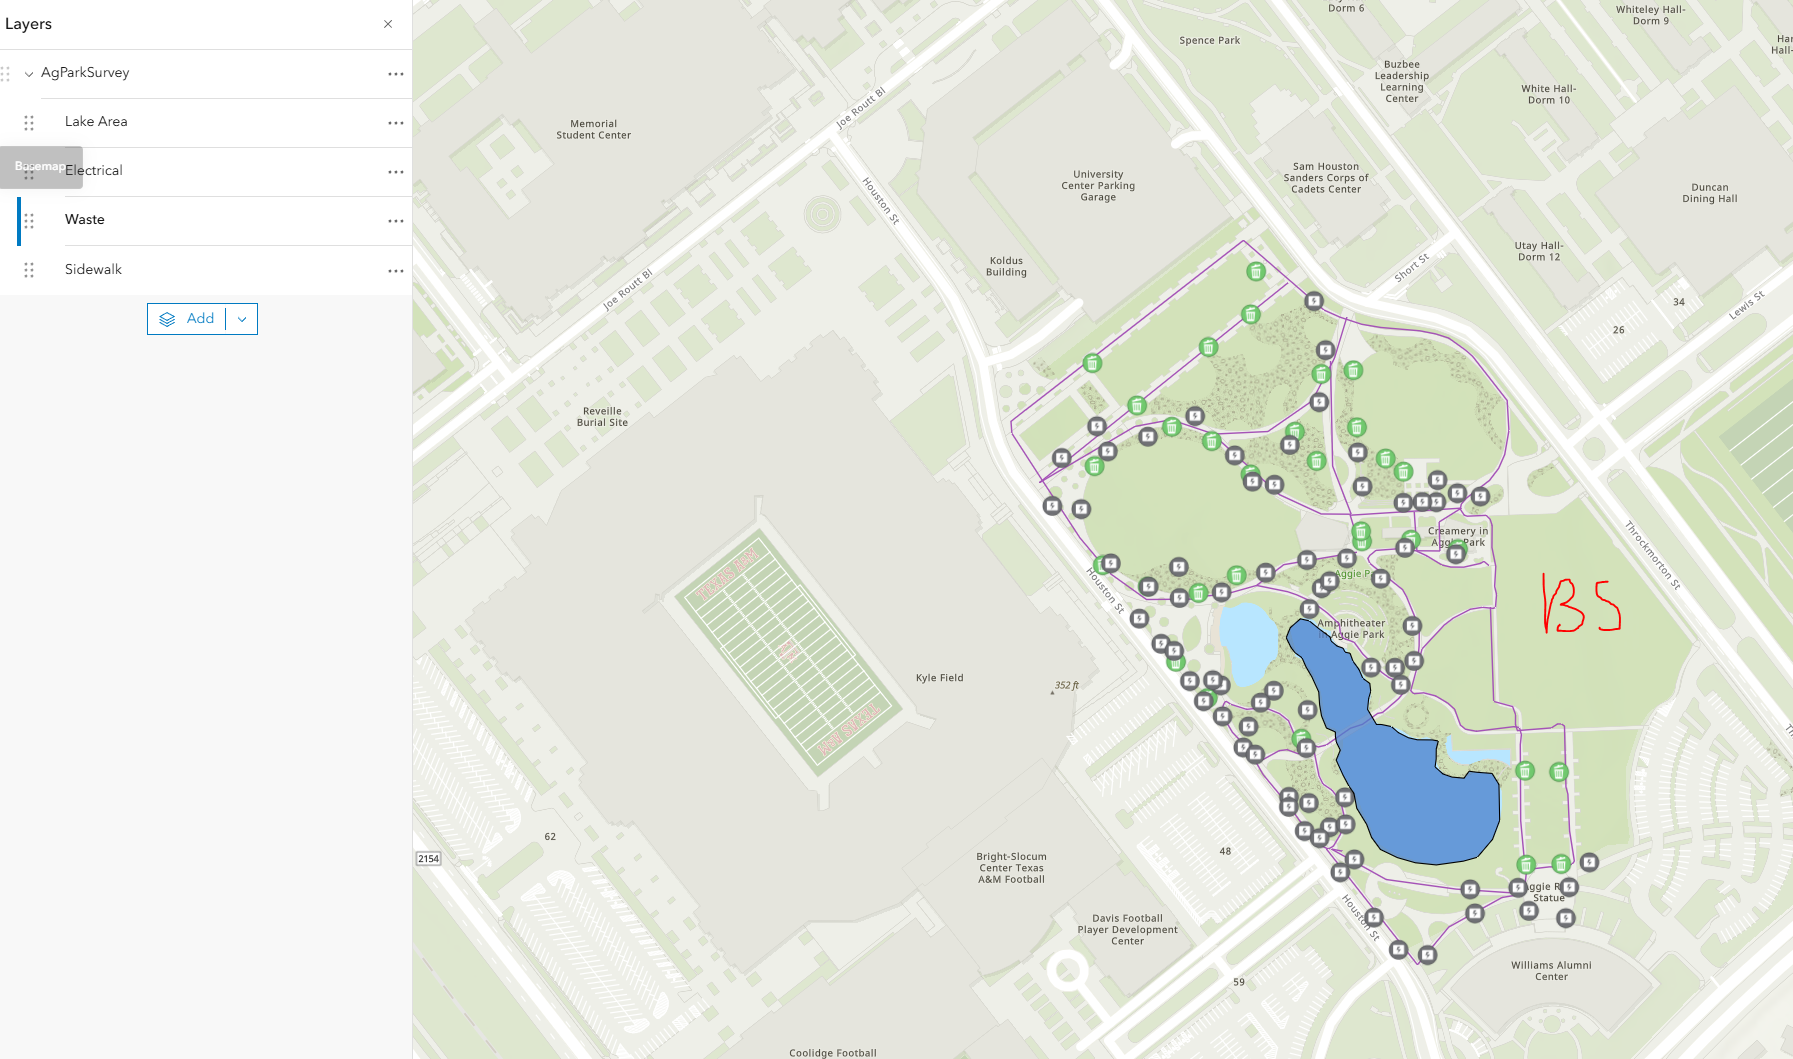 Layers
AgParkSurvey
Lake Area
Basemap
Electrical
Waste
Sidewalk
Add
Dorm 6
Whiteley Hall-
Dorm 9
Hall-
Spence Park
Buzbee
Leadership
Learning
Center
White Hall-
Dorm 10
Memorial
Student Center
Joe Routt Bl
University
Center Parking
Garage
Sam Houston
Sanders Corps of
Cadets Center
Duncan
Dining Hall
Houston St
Utay Hall-
Dorm 12
Koldus
Building
Short St
Joe Routt Bl
34
Lewis St
26
Reveille
Burial Site
Creamery in
Aggie Park
Throckmorton St
Aggie P
Houston St
BS
Amphitheater
in Aggie Park
TEXAS A&M
Kyle Field
352 ft
62
2154
48
Bright-Slocum
Center Texas
A&M Football
Aggie R
Statue
Houston St
Davis Football
Player Development
Center
Williams Alumni
Center
59
Coolidge Football